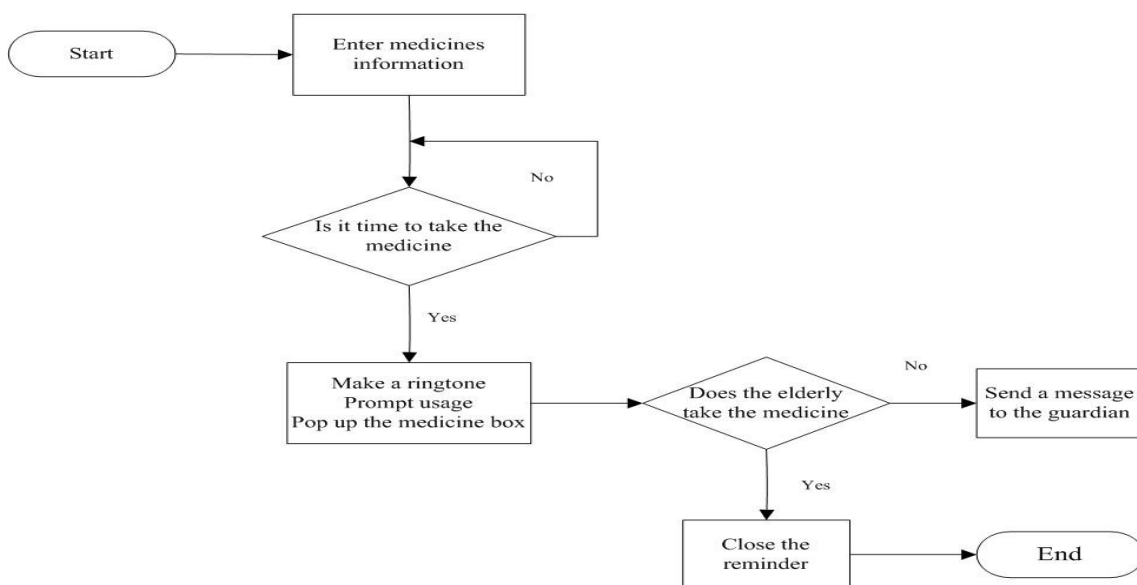 Start
Enter medicines
information
No
Is it time to take the
medicine
Yes
Make a ringtone
Prompt usage
Pop up the medicine box
Does the elderly
take the medicine
No
Send a message
to the guardian
Yes
Close the
reminder
End